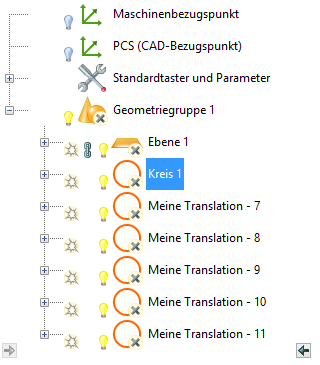 Maschinenbezugspunkt
PCS (CAD-Bezugspunkt)
Standardtaster und Parameter
Geometriegruppe 1
Ebene 1
Kreis 1
Meine Translation - 7
Meine Translation - 8
Meine Translation - 9
Meine Translation - 10
Meine Translation - 11